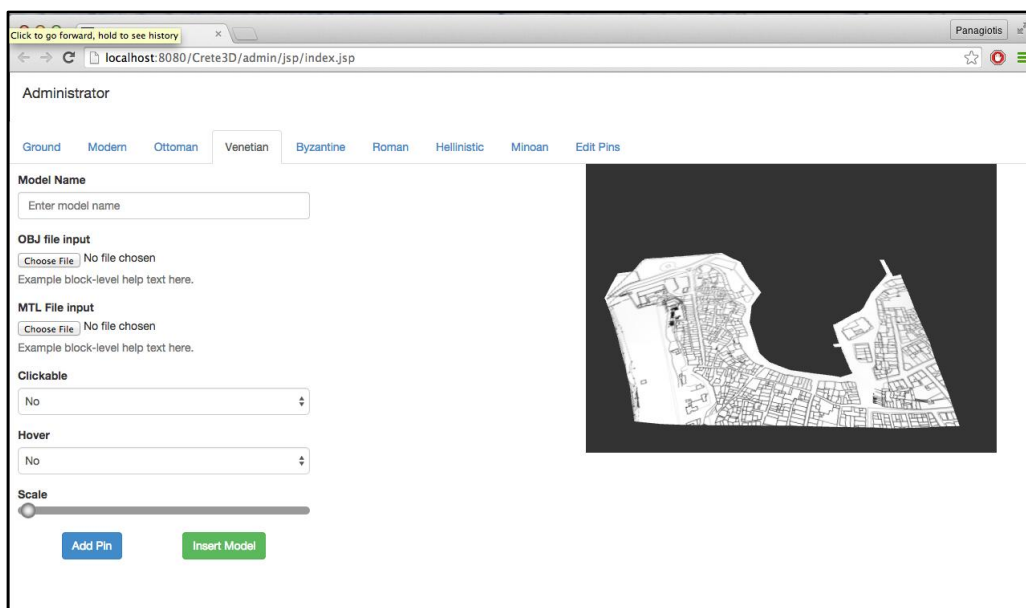 Click to go forward, hold to see history
Panagiotis
localhost:8080/Crete3D/admin/jsp/index.jsp
Administrator
Ground Modern Ottoman Venetian Byzantine Roman Hellinistic Minoan Edit Pins
Model Name
Enter model name
OBJ file input
Choose File No file chosen
Example block-level help text here.
MTL File input
Choose File No file chosen
Example block-level help text here.
Clickable
No
Hover
No
Scale
Add Pin Insert Model